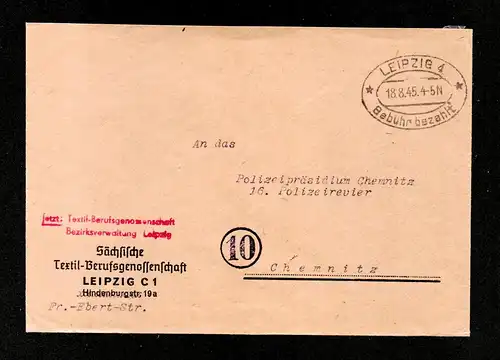 LEIPZIG 4
18.8.45.4-5N
Gebühr bezahlt
An das
Polizeipräsidium Chemnitz
16. Polizeirevier
jetzt: Textil-Berufsgenossenschaft
Bezirksverwaltung Leipzig
10
Chemnitz
Sächsische
Textil-Berufsgenossenschaft
LEIPZIG C 1
Hindenburgstr. 19a
Fr.-Ebert-Str.